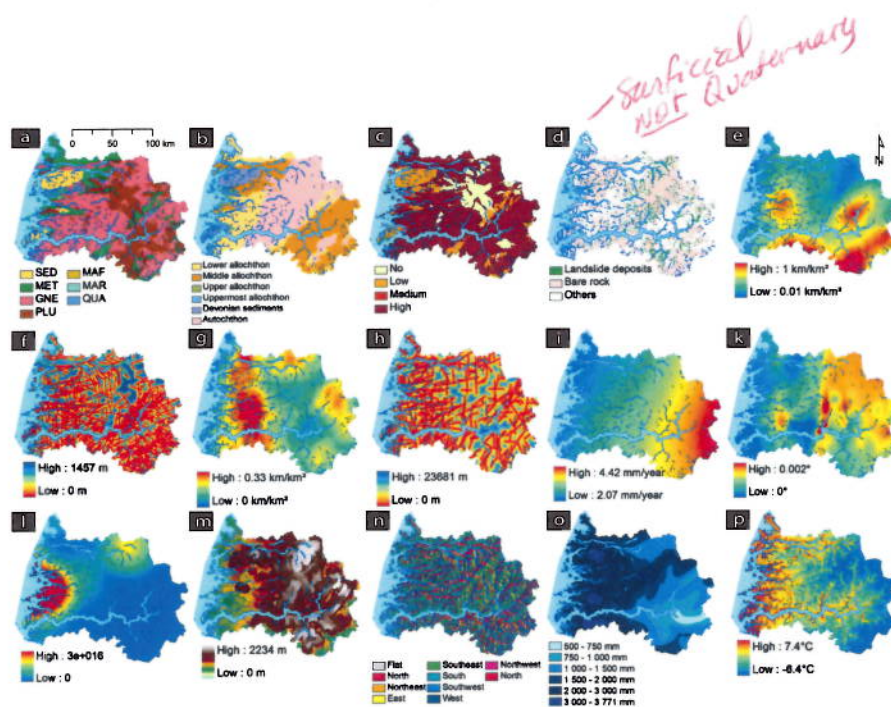 surficial
NOT Quaternary
a
0 50 100 km
b
c
d
e
N
SED
MET
GNE
PLU
MAF
MAR
QUA
Lower allochthon
Middle allochthon
Upper allochthon
Uppermost allochthon
Devonian sediments
Autochthon
No
Low
Medium
High
Landslide deposits
Bare rock
Others
High : 1 km/km²
Low : 0.01 km/km²
f
g
h
i
k
High : 1457 m
Low : 0 m
High : 0.33 km/km²
Low : 0 km/km²
High : 23681 m
Low : 0 m
High : 4.42 mm/year
Low : 2.07 mm/year
High : 0.002°
Low : 0°
l
m
n
o
p
High : 3e+016
Low : 0
High : 2234 m
Low : 0 m
Flat
North
Northeast
East
Southeast
South
Southwest
West
Northwest
North
500 - 750 mm
750 - 1 000 mm
1 000 - 1 500 mm
1 500 - 2 000 mm
2 000 - 3 000 mm
3 000 - 3 771 mm
High : 7.4°C
Low : -6.4°C